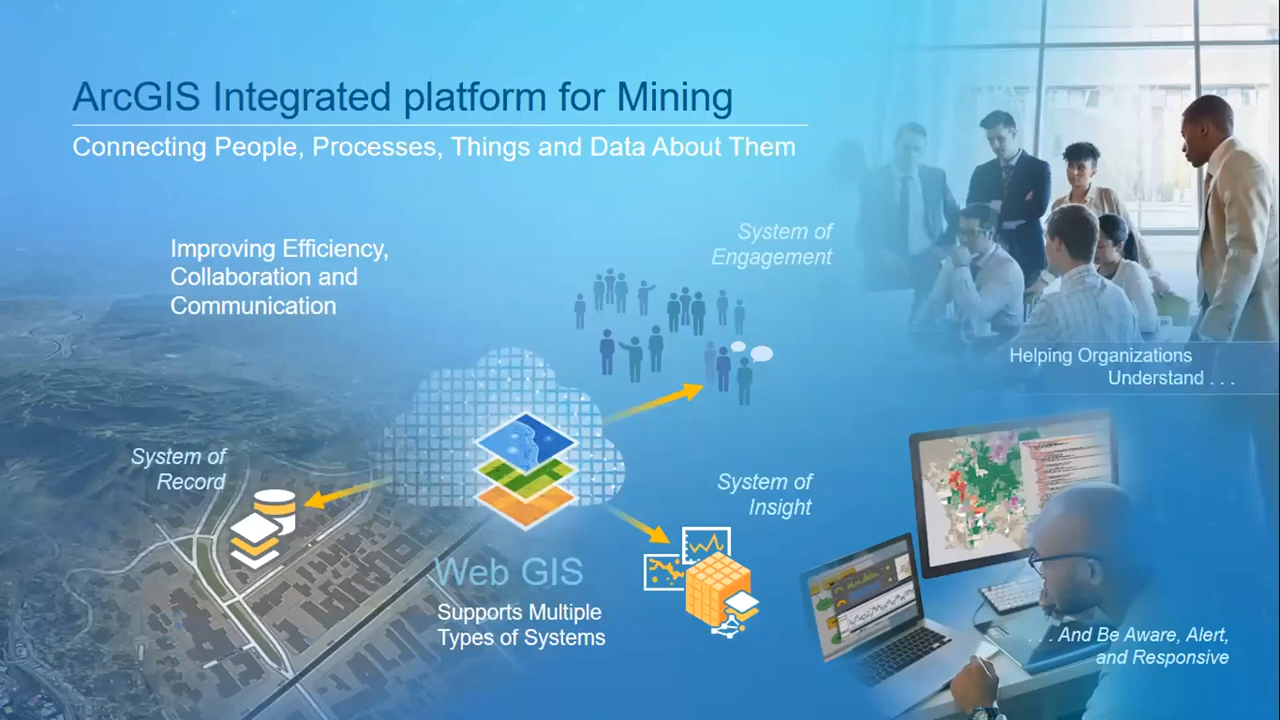 ArcGIS Integrated platform for Mining
Connecting People, Processes, Things and Data About Them
Improving Efficiency,
Collaboration and
Communication
System of
Engagement
Helping Organizations
Understand . . .
System of
Record
System of
Insight
Web GIS
Supports Multiple
Types of Systems
. . . And Be Aware, Alert,
and Responsive